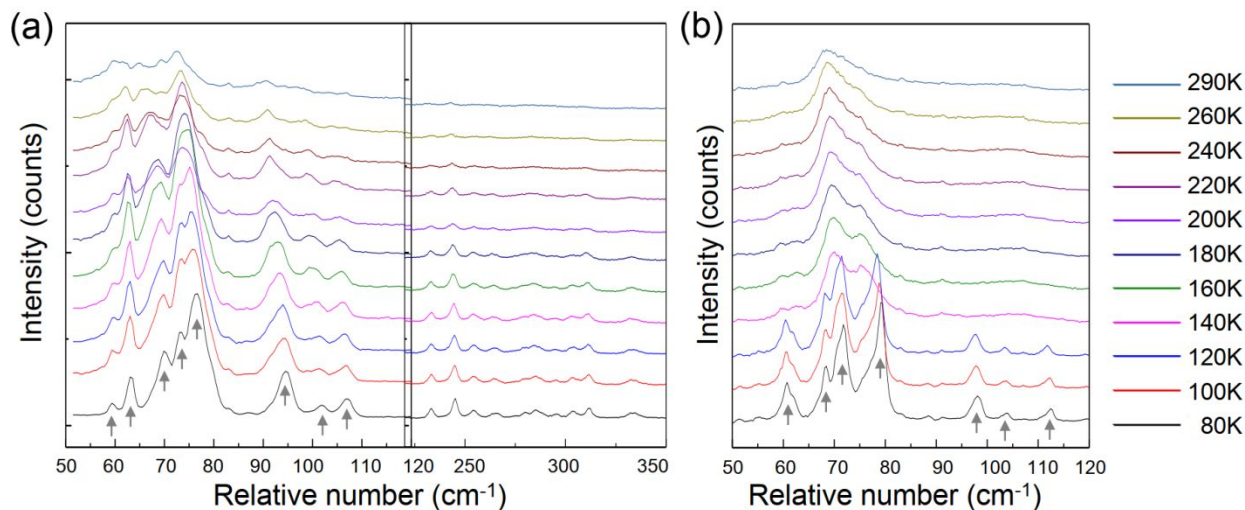 (a)
(b)
Intensity (counts)
50 60 70 80 90 100 110 120 250 300 350
Relative number (cm-1)
Intensity (counts)
50 60 70 80 90 100 110 120
Relative number (cm-1)
290K
260K
240K
220K
200K
180K
160K
140K
120K
100K
80K